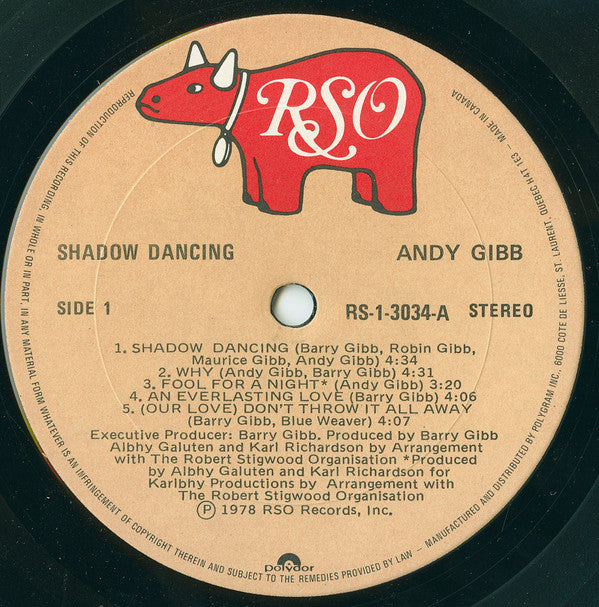 RSO
SHADOW DANCING
ANDY GIBB
SIDE 1
RS-1-3034-A STEREO
1. SHADOW DANCING (Barry Gibb, Robin Gibb,
Maurice Gibb, Andy Gibb) 4:34
2. WHY (Andy Gibb, Barry Gibb) 4:31
3. FOOL FOR A NIGHT* (Andy Gibb) 3:20
4. AN EVERLASTING LOVE (Barry Gibb) 4:06
5. (OUR LOVE) DON'T THROW IT ALL AWAY
(Barry Gibb, Blue Weaver) 4:07
Executive Producer: Barry Gibb. Produced by Barry Gibb
Albhy Galuten and Karl Richardson by Arrangement
with The Robert Stigwood Organisation *Produced
by Albhy Galuten and Karl Richardson for
Karlbhy Productions by Arrangement with
The Robert Stigwood Organisation
Ⓟ 1978 RSO Records, Inc.
polydor
REPRODUCTION OF THIS RECORDING, IN WHOLE OR IN PART, IN ANY MATERIAL FORM WHATEVER IS AN INFRINGEMENT OF COPYRIGHT THEREIN AND SUBJECT TO THE REMEDIES PROVIDED BY LAW — MANUFACTURED AND DISTRIBUTED BY POLYGRAM INC., 6000 COTE DE LIESSE, ST. LAURENT, QUEBEC H4T 1E3 — MADE IN CANADA